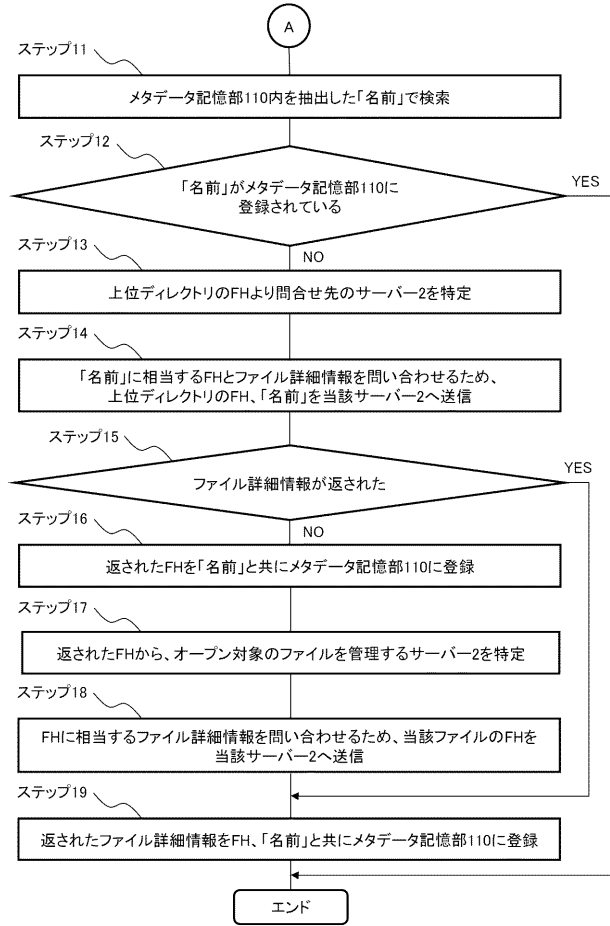 A
ステップ11
メタデータ記憶部110内を抽出した「名前」で検索
ステップ12
「名前」がメタデータ記憶部110に
登録されている
YES
NO
ステップ13
上位ディレクトリのFHより問合せ先のサーバー2を特定
ステップ14
「名前」に相当するFHとファイル詳細情報を問い合わせるため、
上位ディレクトリのFH、「名前」を当該サーバー2へ送信
ステップ15
ファイル詳細情報が返された
YES
NO
ステップ16
返されたFHを「名前」と共にメタデータ記憶部110に登録
ステップ17
返されたFHから、オープン対象のファイルを管理するサーバー2を特定
ステップ18
FHに相当するファイル詳細情報を問い合わせるため、当該ファイルのFHを
当該サーバー2へ送信
ステップ19
返されたファイル詳細情報をFH、「名前」と共にメタデータ記憶部110に登録
エンド